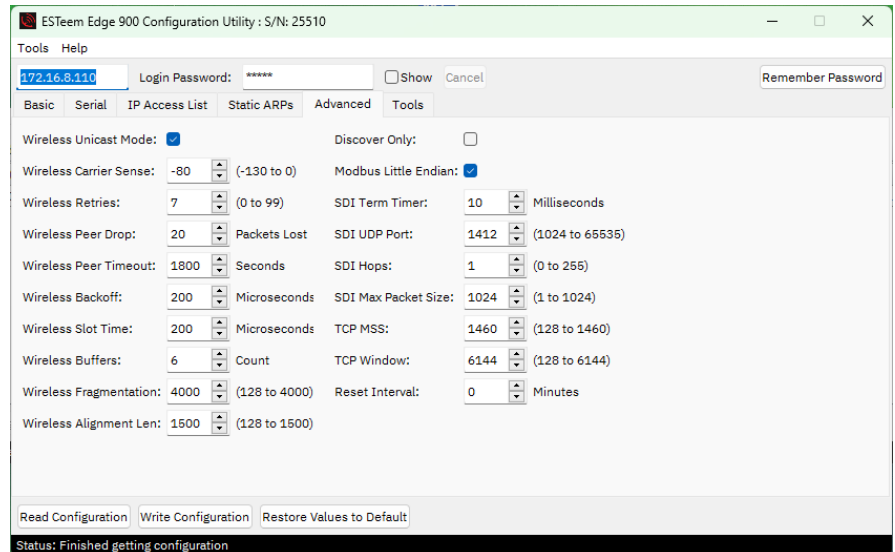 ESTeem Edge 900 Configuration Utility : S/N: 25510
Tools Help
172.16.8.110 Login Password: ***** Show Cancel Remember Password
Basic Serial IP Access List Static ARPs Advanced Tools
Wireless Unicast Mode: Discover Only:
Wireless Carrier Sense: -80 (-130 to 0) Modbus Little Endian:
Wireless Retries: 7 (0 to 99) SDI Term Timer: 10 Milliseconds
Wireless Peer Drop: 20 Packets Lost SDI UDP Port: 1412 (1024 to 65535)
Wireless Peer Timeout: 1800 Seconds SDI Hops: 1 (0 to 255)
Wireless Backoff: 200 Microseconds SDI Max Packet Size: 1024 (1 to 1024)
Wireless Slot Time: 200 Microseconds TCP MSS: 1460 (128 to 1460)
Wireless Buffers: 6 Count TCP Window: 6144 (128 to 6144)
Wireless Fragmentation: 4000 (128 to 4000) Reset Interval: 0 Minutes
Wireless Alignment Len: 1500 (128 to 1500)
Read Configuration Write Configuration Restore Values to Default
Status: Finished getting configuration